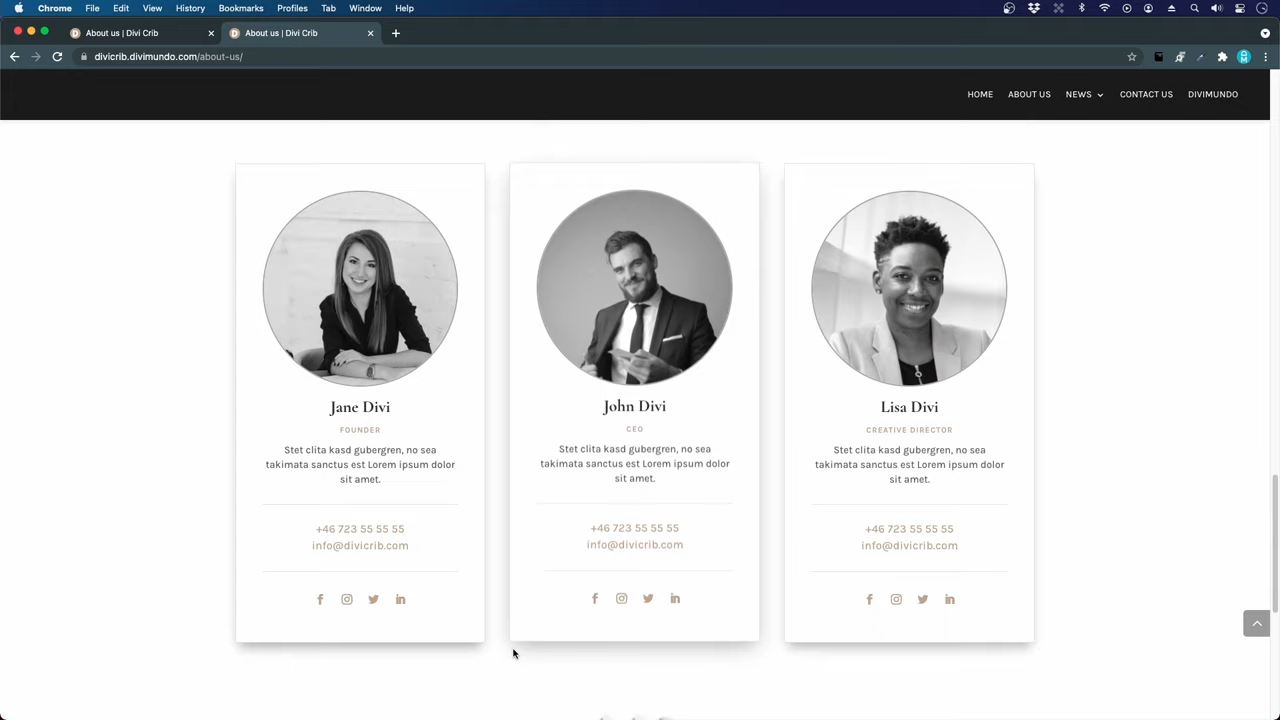 Chrome File Edit View History Bookmarks Profiles Tab Window Help
About us | Divi Crib
About us | Divi Crib
divicrib.divimundo.com/about-us/
HOME ABOUT US NEWS CONTACT US DIVIMUNDO
Jane Divi
FOUNDER
Stet clita kasd gubergren, no sea
takimata sanctus est Lorem ipsum dolor
sit amet.
+46 723 55 55 55
info@divicrib.com
John Divi
CEO
Stet clita kasd gubergren, no sea
takimata sanctus est Lorem ipsum dolor
sit amet.
+46 723 55 55 55
info@divicrib.com
Lisa Divi
CREATIVE DIRECTOR
Stet clita kasd gubergren, no sea
takimata sanctus est Lorem ipsum dolor
sit amet.
+46 723 55 55 55
info@divicrib.com